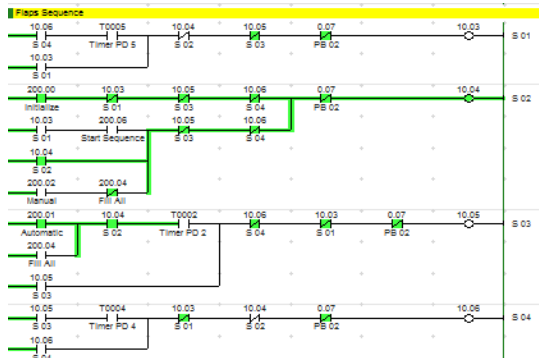 Flaps Sequence
10.06 T0005 10.04 10.05 0.07 10.03
S 04 Timer PD 5 S 02 S 03 PB 02 S 01
10.03
S 01
200.00 10.03 10.05 10.06 0.07 10.04
Initialize S 01 S 03 S 04 PB 02 S 02
10.03 200.06 10.05 10.06
S 01 Start Sequence S 03 S 04
10.04
S 02
200.02 200.04
Manual Fill All
200.01 10.04 T0002 10.06 10.03 0.07 10.05
Automatic S 02 Timer PD 2 S 04 S 01 PB 02 S 03
200.04
Fill All
10.05
S 03
10.05 T0004 10.03 10.04 0.07 10.06
S 03 Timer PD 4 S 01 S 02 PB 02 S 04
10.06
S 04